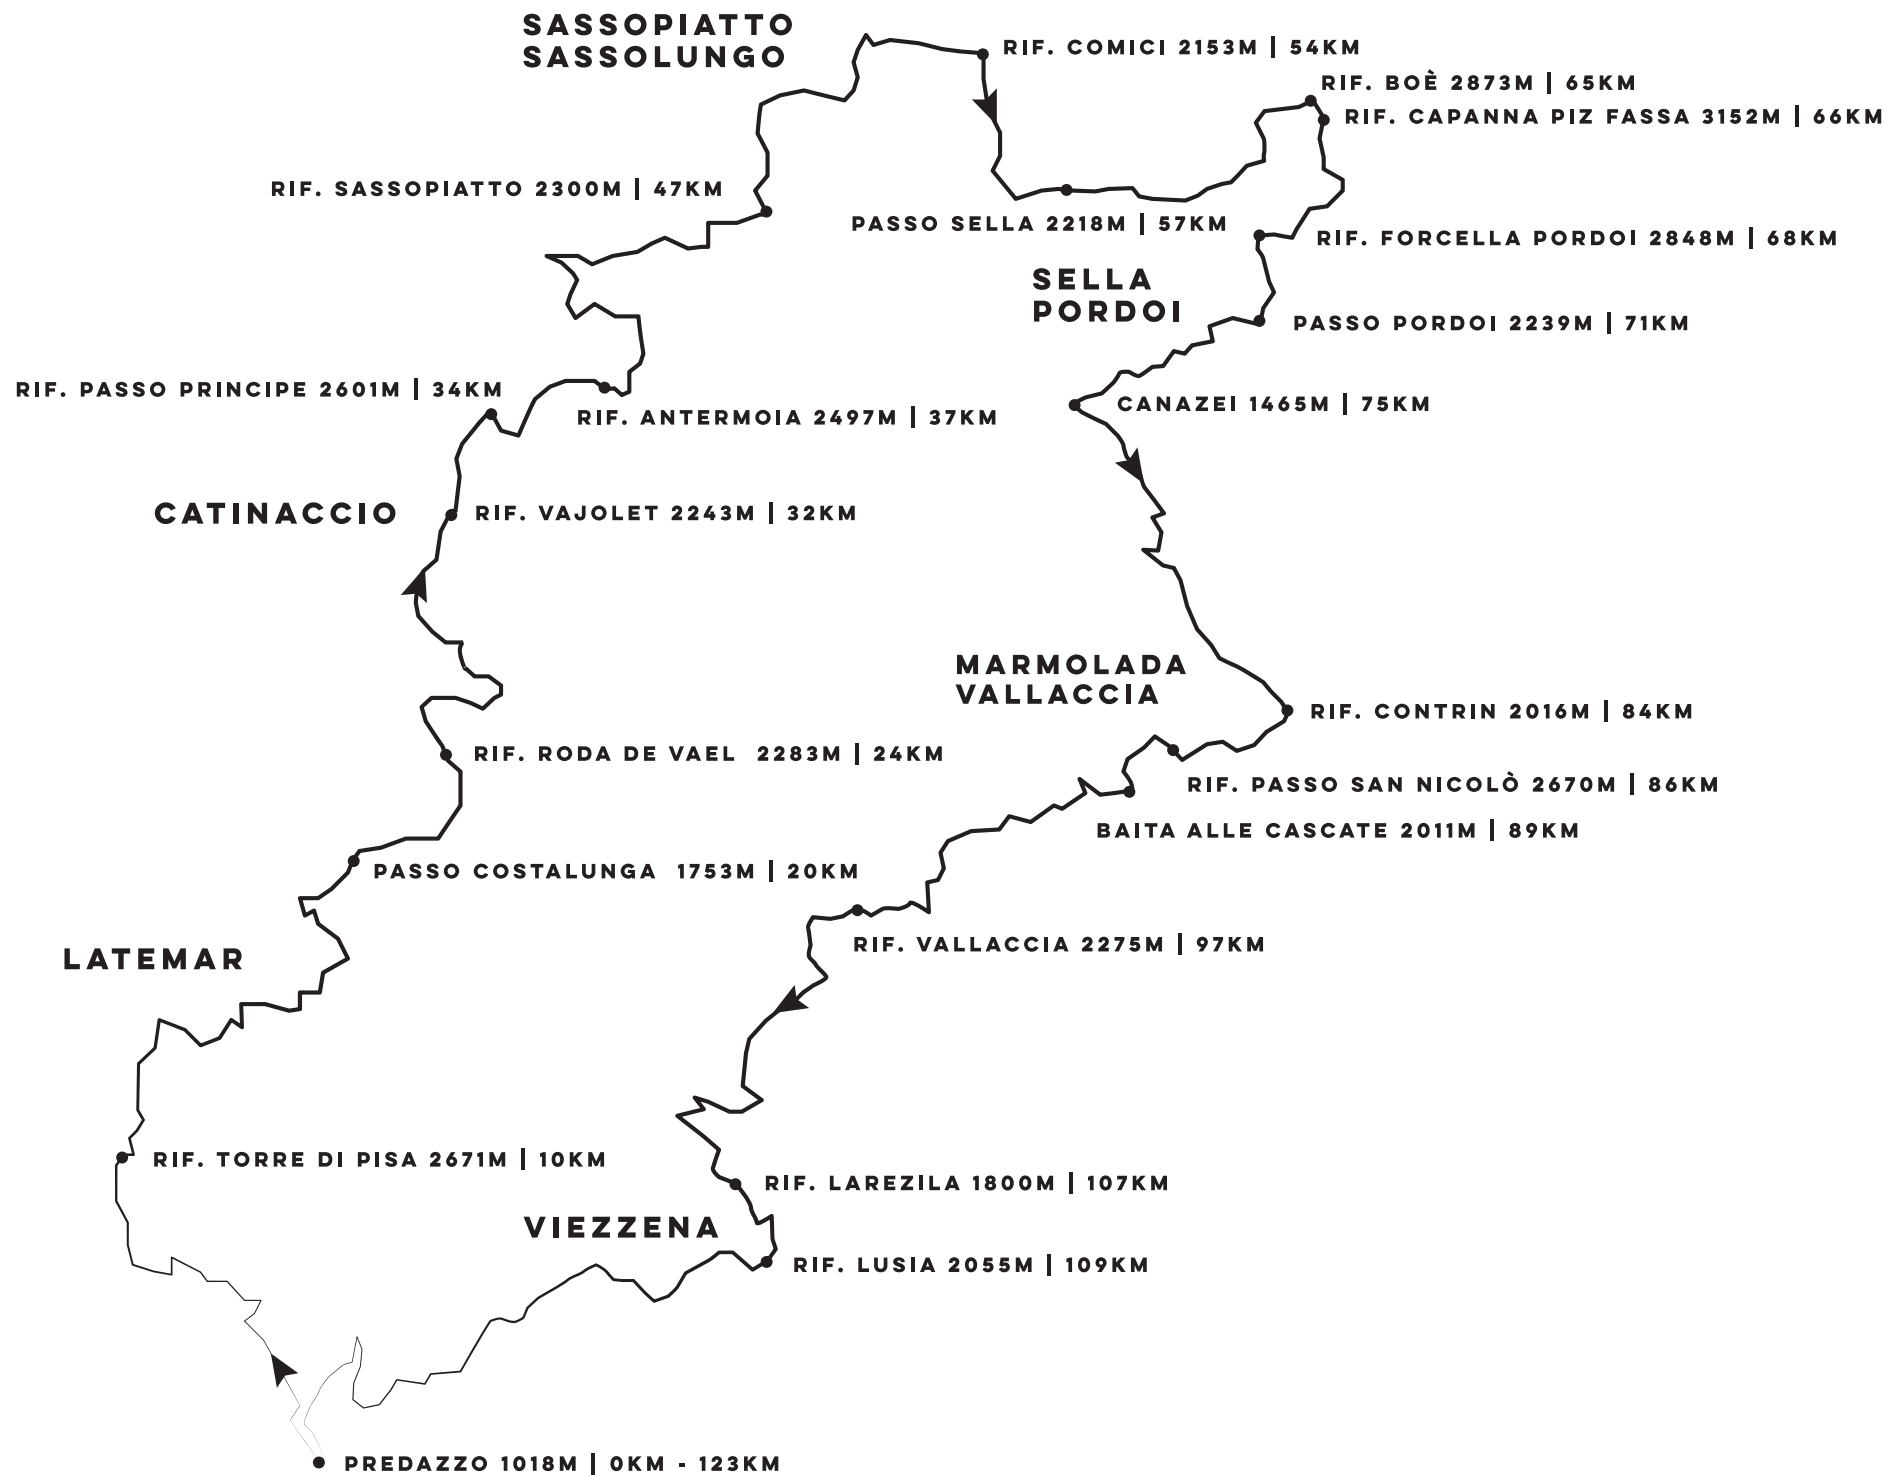 SASSOPIATTO
SASSOLUNGO
RIF. COMICI 2153M | 54KM
RIF. BOÈ 2873M | 65KM
RIF. CAPANNA PIZ FASSA 3152M | 66KM
RIF. SASSOPIATTO 2300M | 47KM
PASSO SELLA 2218M | 57KM
RIF. FORCELLA PORDOI 2848M | 68KM
SELLA
PORDOI
PASSO PORDOI 2239M | 71KM
RIF. PASSO PRINCIPE 2601M | 34KM
RIF. ANTERMOIA 2497M | 37KM
CANAZEI 1465M | 75KM
CATINACCIO
RIF. VAJOLET 2243M | 32KM
MARMOLADA
VALLACCIA
RIF. CONTRIN 2016M | 84KM
RIF. RODA DE VAEL 2283M | 24KM
RIF. PASSO SAN NICOLÒ 2670M | 86KM
BAITA ALLE CASCATE 2011M | 89KM
PASSO COSTALUNGA 1753M | 20KM
RIF. VALLACCIA 2275M | 97KM
LATEMAR
RIF. TORRE DI PISA 2671M | 10KM
RIF. LAREZILA 1800M | 107KM
VIEZZENA
RIF. LUSIA 2055M | 109KM
PREDAZZO 1018M | 0KM - 123KM